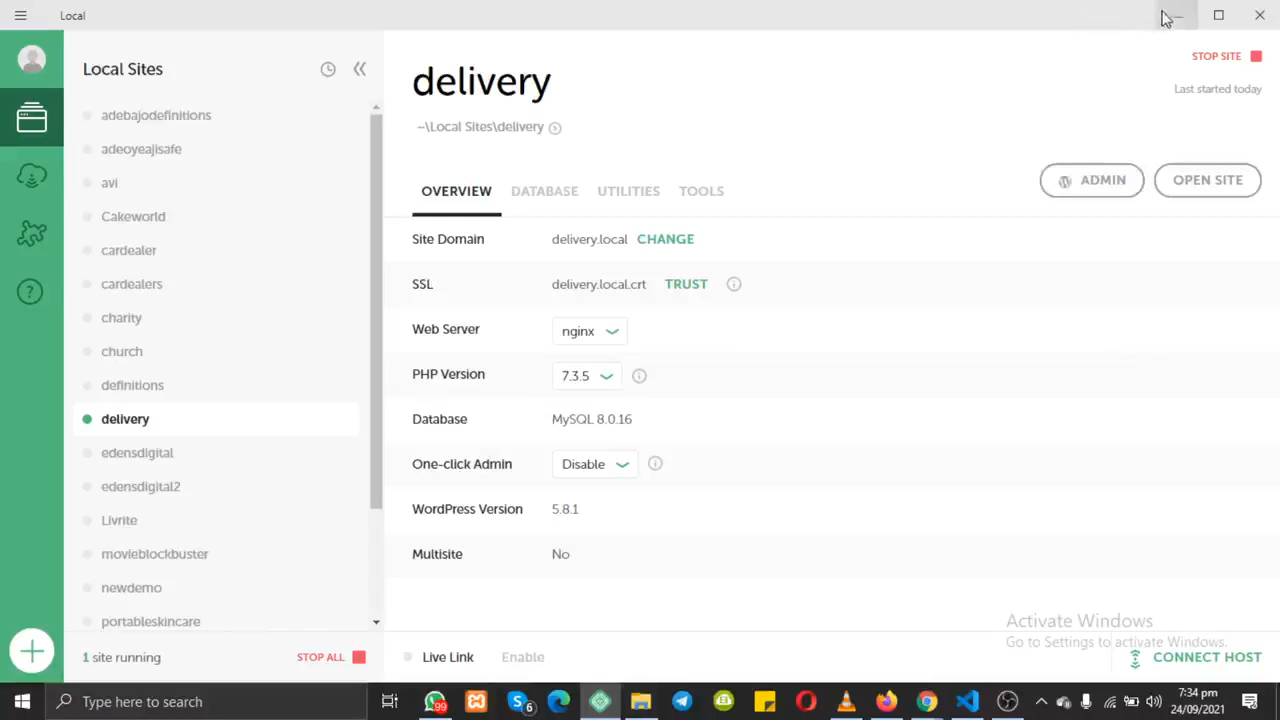 Local
Local Sites
adebajodefinitions
adeoyeajisafe
avi
Cakeworld
cardealer
cardealers
charity
church
definitions
delivery
edensdigital
edensdigital2
Livrite
movieblockbuster
newdemo
portableskincare
1 site running
STOP ALL
delivery
~\Local Sites\delivery
STOP SITE
Last started today
OVERVIEW DATABASE UTILITIES TOOLS
ADMIN
OPEN SITE
Site Domain delivery.local CHANGE
SSL delivery.local.crt TRUST
Web Server nginx
PHP Version 7.3.5
Database MySQL 8.0.16
One-click Admin Disable
WordPress Version 5.8.1
Multisite No
Activate Windows
Go to Settings to activate Windows.
Live Link Enable
CONNECT HOST
Type here to search
99
6
7:34 pm
24/09/2021